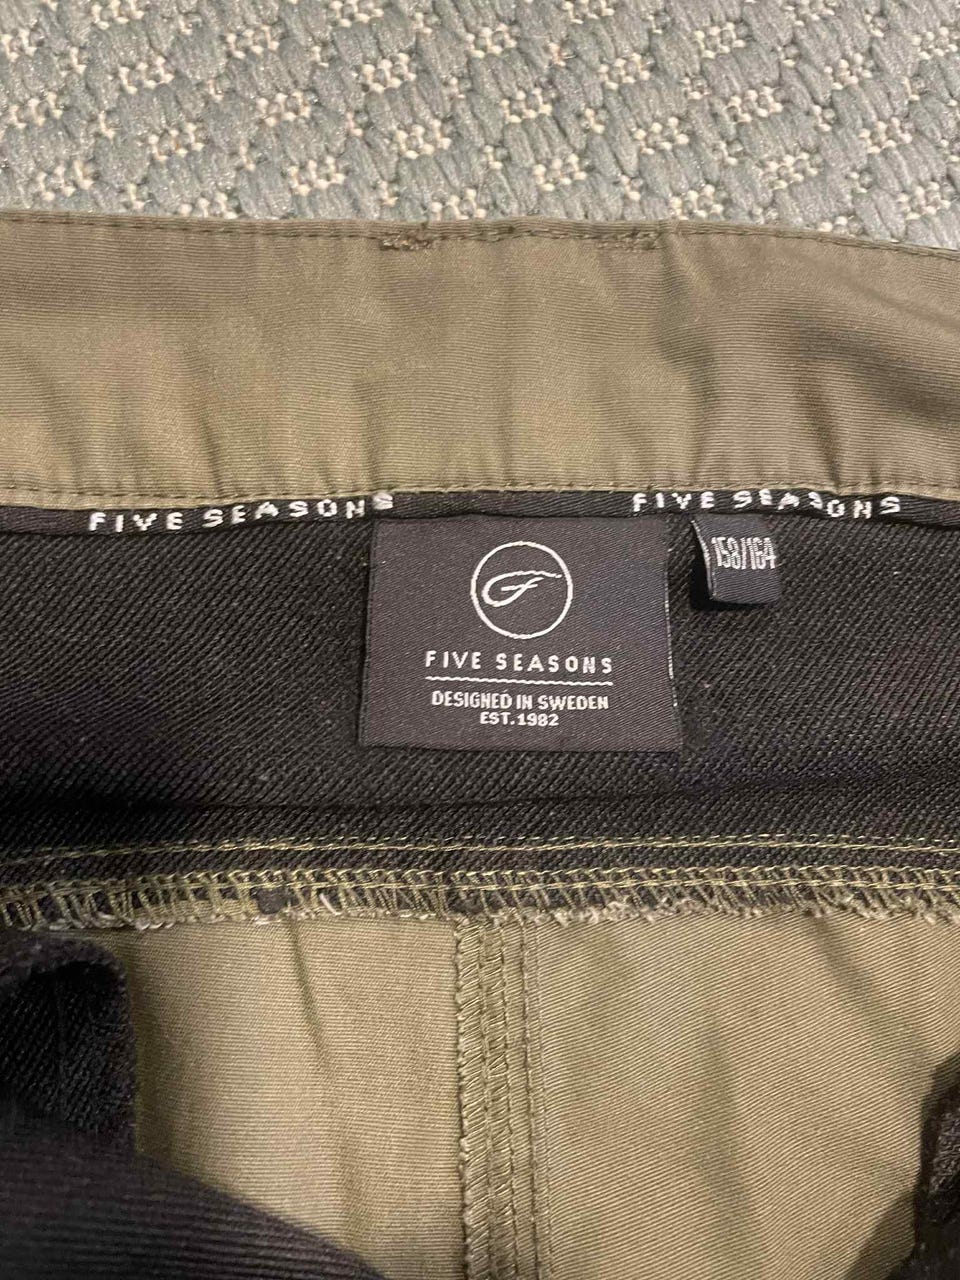 FIVE SEASONS
FIVE SEASONS
158/164
FIVE SEASONS
DESIGNED IN SWEDEN
EST.1982